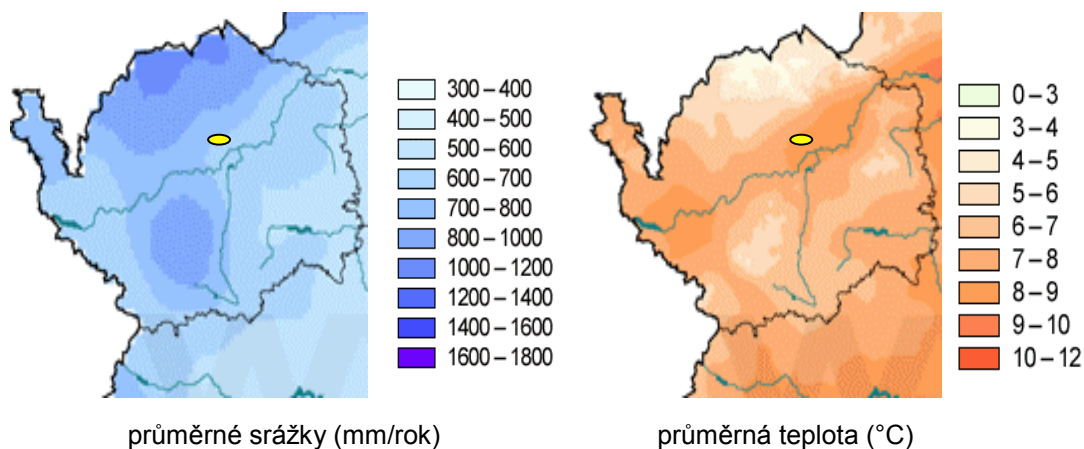 300 – 400
400 – 500
500 – 600
600 – 700
700 – 800
800 – 1000
1000 – 1200
1200 – 1400
1400 – 1600
1600 – 1800
0 – 3
3 – 4
4 – 5
5 – 6
6 – 7
7 – 8
8 – 9
9 – 10
10 – 12
průměrné srážky (mm/rok)
průměrná teplota (°C)